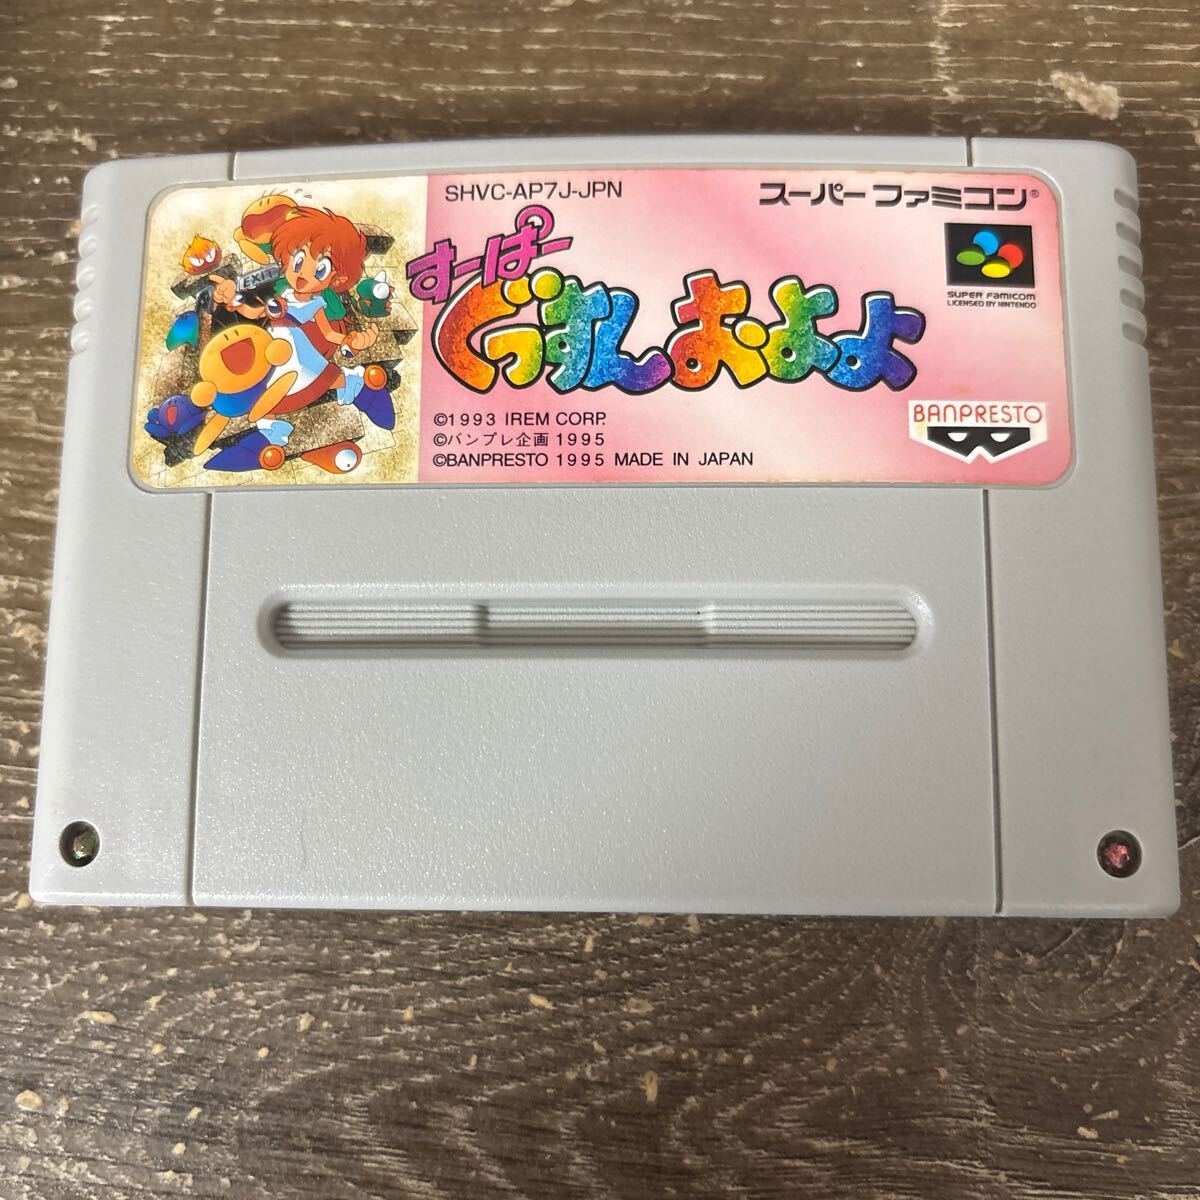 SHVC-AP7J-JPN
スーパーファミコン®
EXIT
すーぱー
ぐっすんおよよ
SUPER FAMICOM
LICENSED BY NINTENDO
©1993 IREM CORP.
©バンプレ企画 1995
©BANPRESTO 1995 MADE IN JAPAN
BANPRESTO